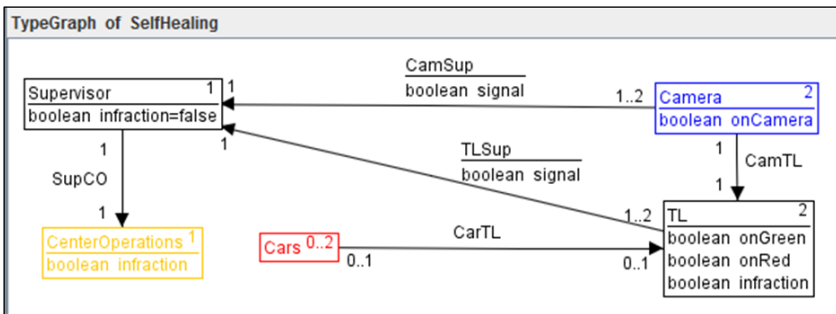 TypeGraph of SelfHealing
CamSup
boolean signal
Supervisor 1
boolean infraction=false
1
1..2
Camera 2
boolean onCamera
1
TLSup
boolean signal
1
SupCO
1
1
CamTL
1
1..2
TL 2
boolean onGreen
boolean onRed
boolean infraction
CenterOperations 1
boolean infraction
Cars 0..2
0..1
CarTL
0..1